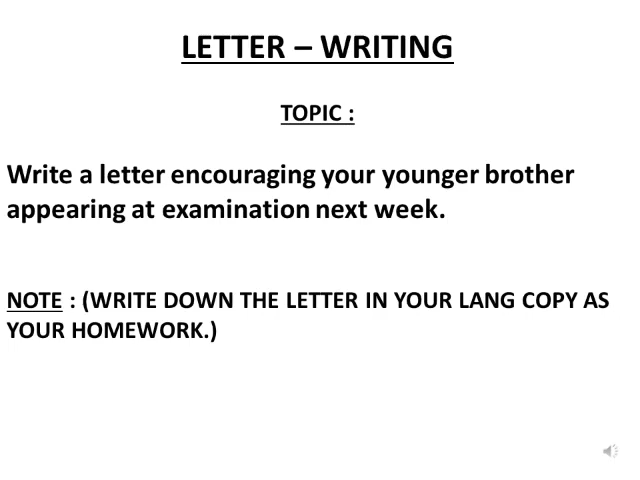 LETTER – WRITING
TOPIC :
Write a letter encouraging your younger brother
appearing at examination next week.
NOTE : (WRITE DOWN THE LETTER IN YOUR LANG COPY AS
YOUR HOMEWORK.)